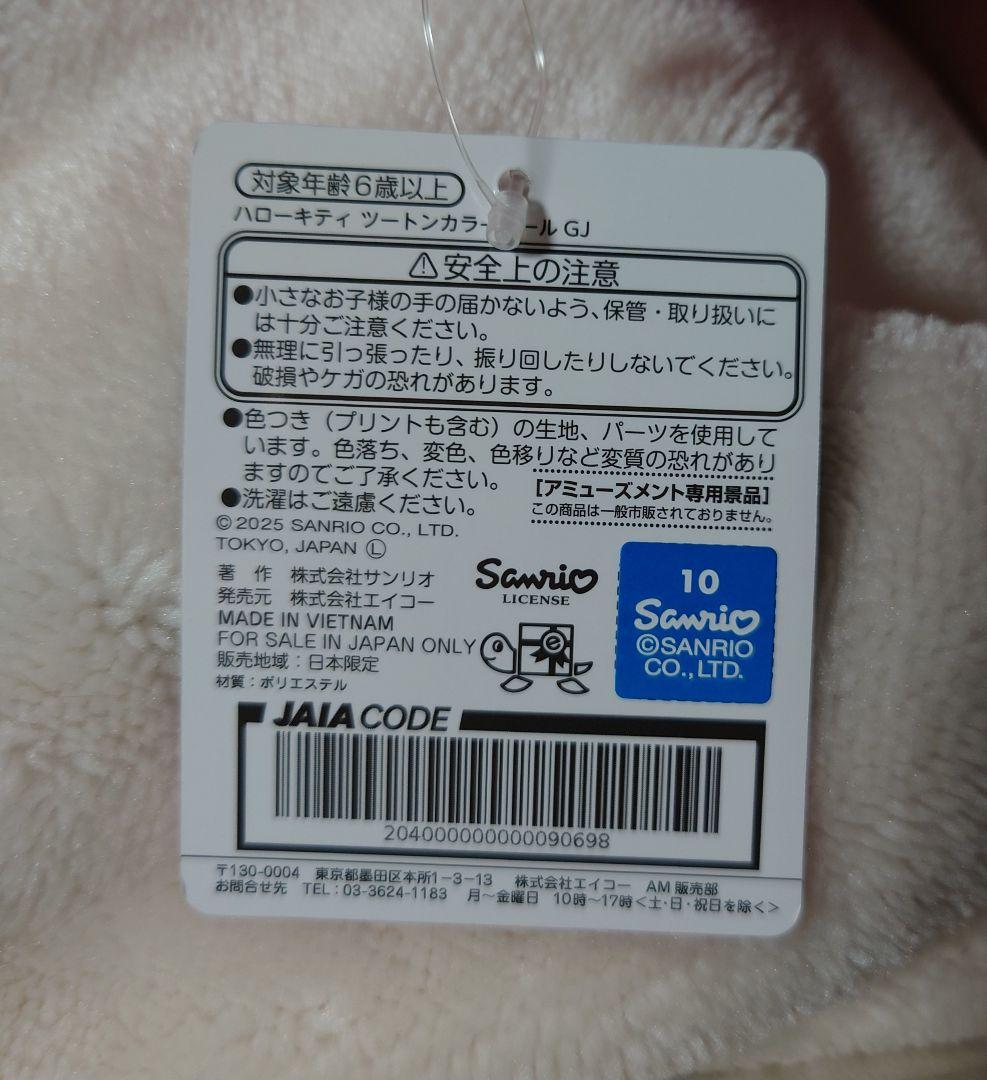 対象年齢6歳以上
ハローキティ ツートンカラー ール GJ
⚠安全上の注意
●小さなお子様の手の届かないよう、保管・取り扱いに
は十分ご注意ください。
●無理に引っ張ったり、振り回したりしないでください。
破損やケガの恐れがあります。
●色つき（プリントも含む）の生地、パーツを使用して
います。色落ち、変色、色移りなど変質の恐れがあり
ますのでご了承ください。
●洗濯はご遠慮ください。
[アミューズメント専用景品]
この商品は一般市販されておりません。
©2025 SANRIO CO., LTD.
TOKYO, JAPAN Ⓛ
著 作 株式会社サンリオ
発売元 株式会社エイコー
MADE IN VIETNAM
FOR SALE IN JAPAN ONLY
販売地域：日本限定
材質：ポリエステル
Sanrio
LICENSE
e
10
Sanrio
©SANRIO
CO.,LTD.
JAIA CODE
204000000000090698
〒130-0004 東京都墨田区本所1-3-13 株式会社エイコー AM販売部
お問合せ先 TEL：03-3624-1183 月～金曜日 10時～17時<土・日・祝日を除く>